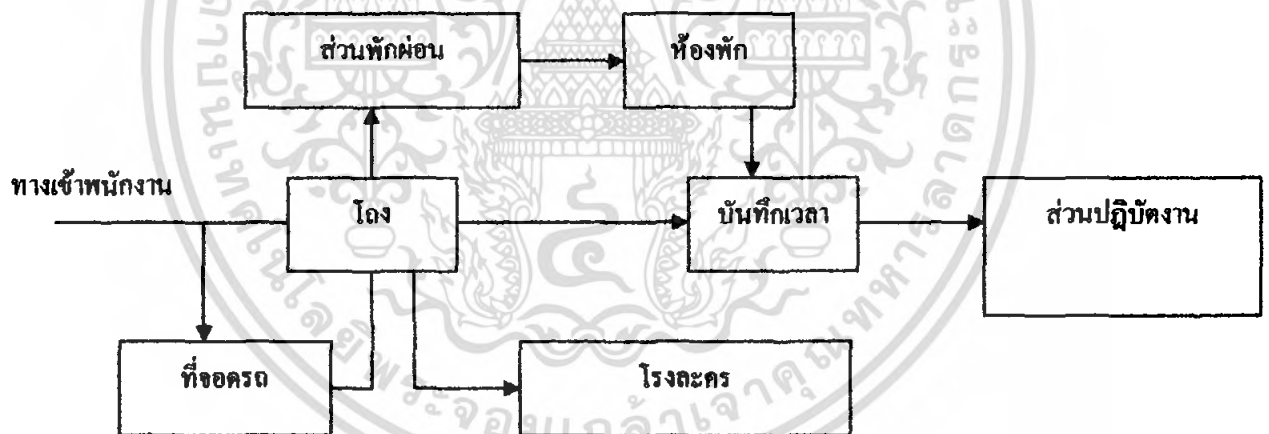 ส่วนพักผ่อน
ห้องพัก
ทางเข้าพนักงาน
โถง
บันทึกเวลา
ส่วนปฎิบัตงาน
ที่จอดรถ
โรงละคร